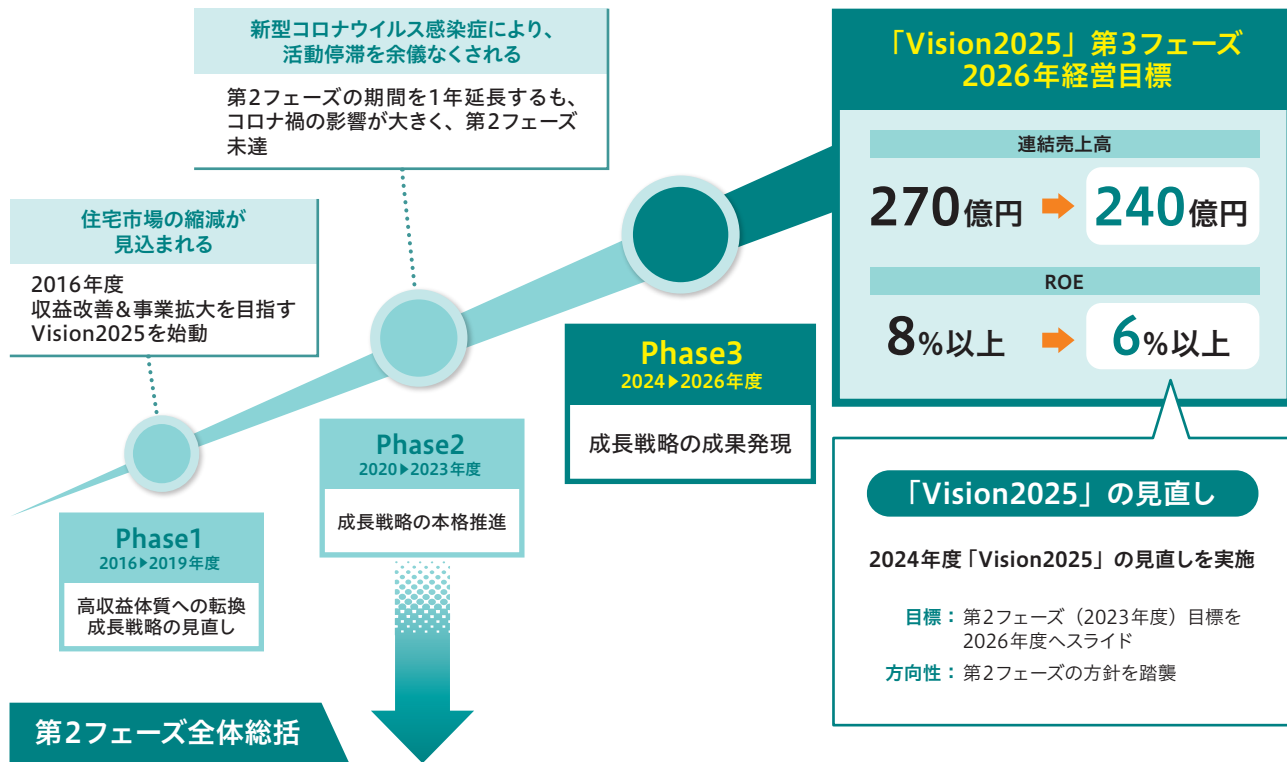 住宅市場の縮減が
見込まれる
2016年度
収益改善&事業拡大を目指す
Vision2025を始動
新型コロナウイルス感染症により、
活動停滞を余儀なくされる
第2フェーズの期間を1年延長するも、
コロナ禍の影響が大きく、第2フェーズ
未達
Phase1
2016▶2019年度
高収益体質への転換
成長戦略の見直し
Phase2
2020▶2023年度
成長戦略の本格推進
Phase3
2024▶2026年度
成長戦略の成果発現
「Vision2025」第3フェーズ
2026年経営目標
連結売上高
270億円 240億円
ROE
8%以上 6%以上
「Vision2025」の見直し
2024年度「Vision2025」の見直しを実施
目標：第2フェーズ（2023年度）目標を
2026年度へスライド
方向性：第2フェーズの方針を踏襲
第2フェーズ全体総括